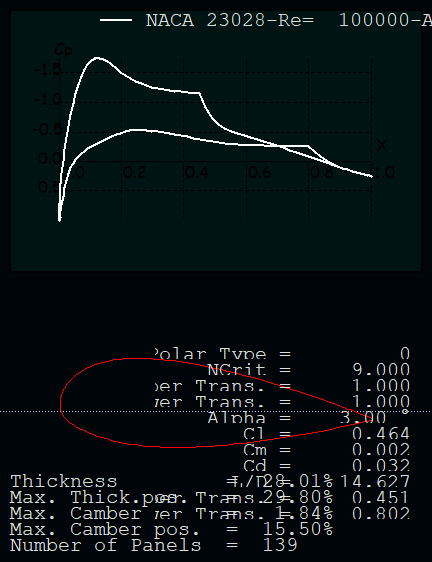 NACA 23028-Re= 100000-A
Cp
-1.5
-1.0
-0.5
X
0.0
0.2 0.4 0.6 0.8 1.0
0.5
Polar Type = 0
NCrit = 9.000
per Trans. = 1.000
wer Trans. = 1.000
Alpha = 3.00 °
Cl = 0.464
Cm = 0.002
Cd = 0.032
L/D = 14.627
Thickness = 28.01%
per Trans. = 0.451
Max. Thick.pos. = 29.80%
wer Trans. = 0.802
Max. Camber = 1.84%
Max. Camber pos. = 15.50%
Number of Panels = 139